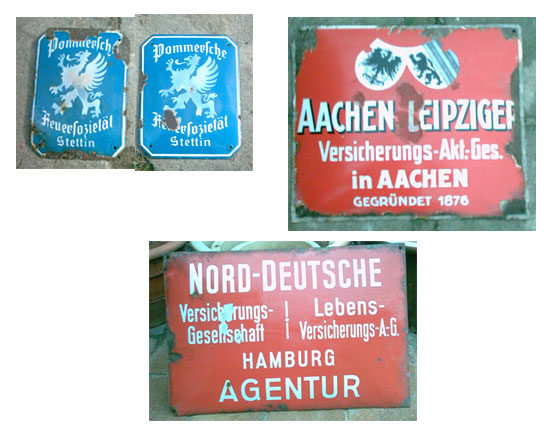 Pommersche
Feuersozietät
Stettin
Pommersche
Feuersozietät
Stettin
AACHEN LEIPZIGER
Versicherungs-Akt.-Ges.
in AACHEN
GEGRÜNDET 1876
NORD-DEUTSCHE
Versicherungs-Gesellschaft
Lebens-Versicherungs-A.-G.
HAMBURG
AGENTUR